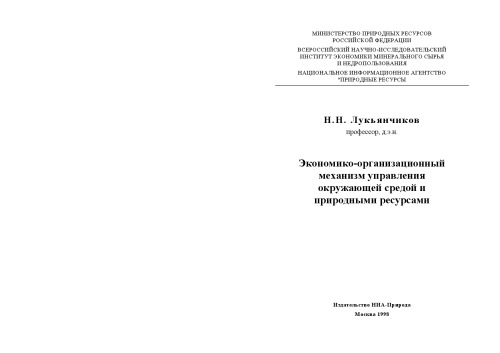 МИНИСТЕРСТВО ПРИРОДНЫХ РЕСУРСОВ
РОССИЙСКОЙ ФЕДЕРАЦИИ
ВСЕРОССИЙСКИЙ НАУЧНО-ИССЛЕДОВАТЕЛЬСКИЙ
ИНСТИТУТ ЭКОНОМИКИ МИНЕРАЛЬНОГО СЫРЬЯ
И НЕДРОПОЛЬЗОВАНИЯ
НАЦИОНАЛЬНОЕ ИНФОРМАЦИОННОЕ АГЕНТСТВО
"ПРИРОДНЫЕ РЕСУРСЫ
Н.Н. Лукьянчиков
профессор, д.э.н.
Экономико-организационный
механизм управления
окружающей средой и
природными ресурсами
Издательство НИА-Природа
Москва 1998